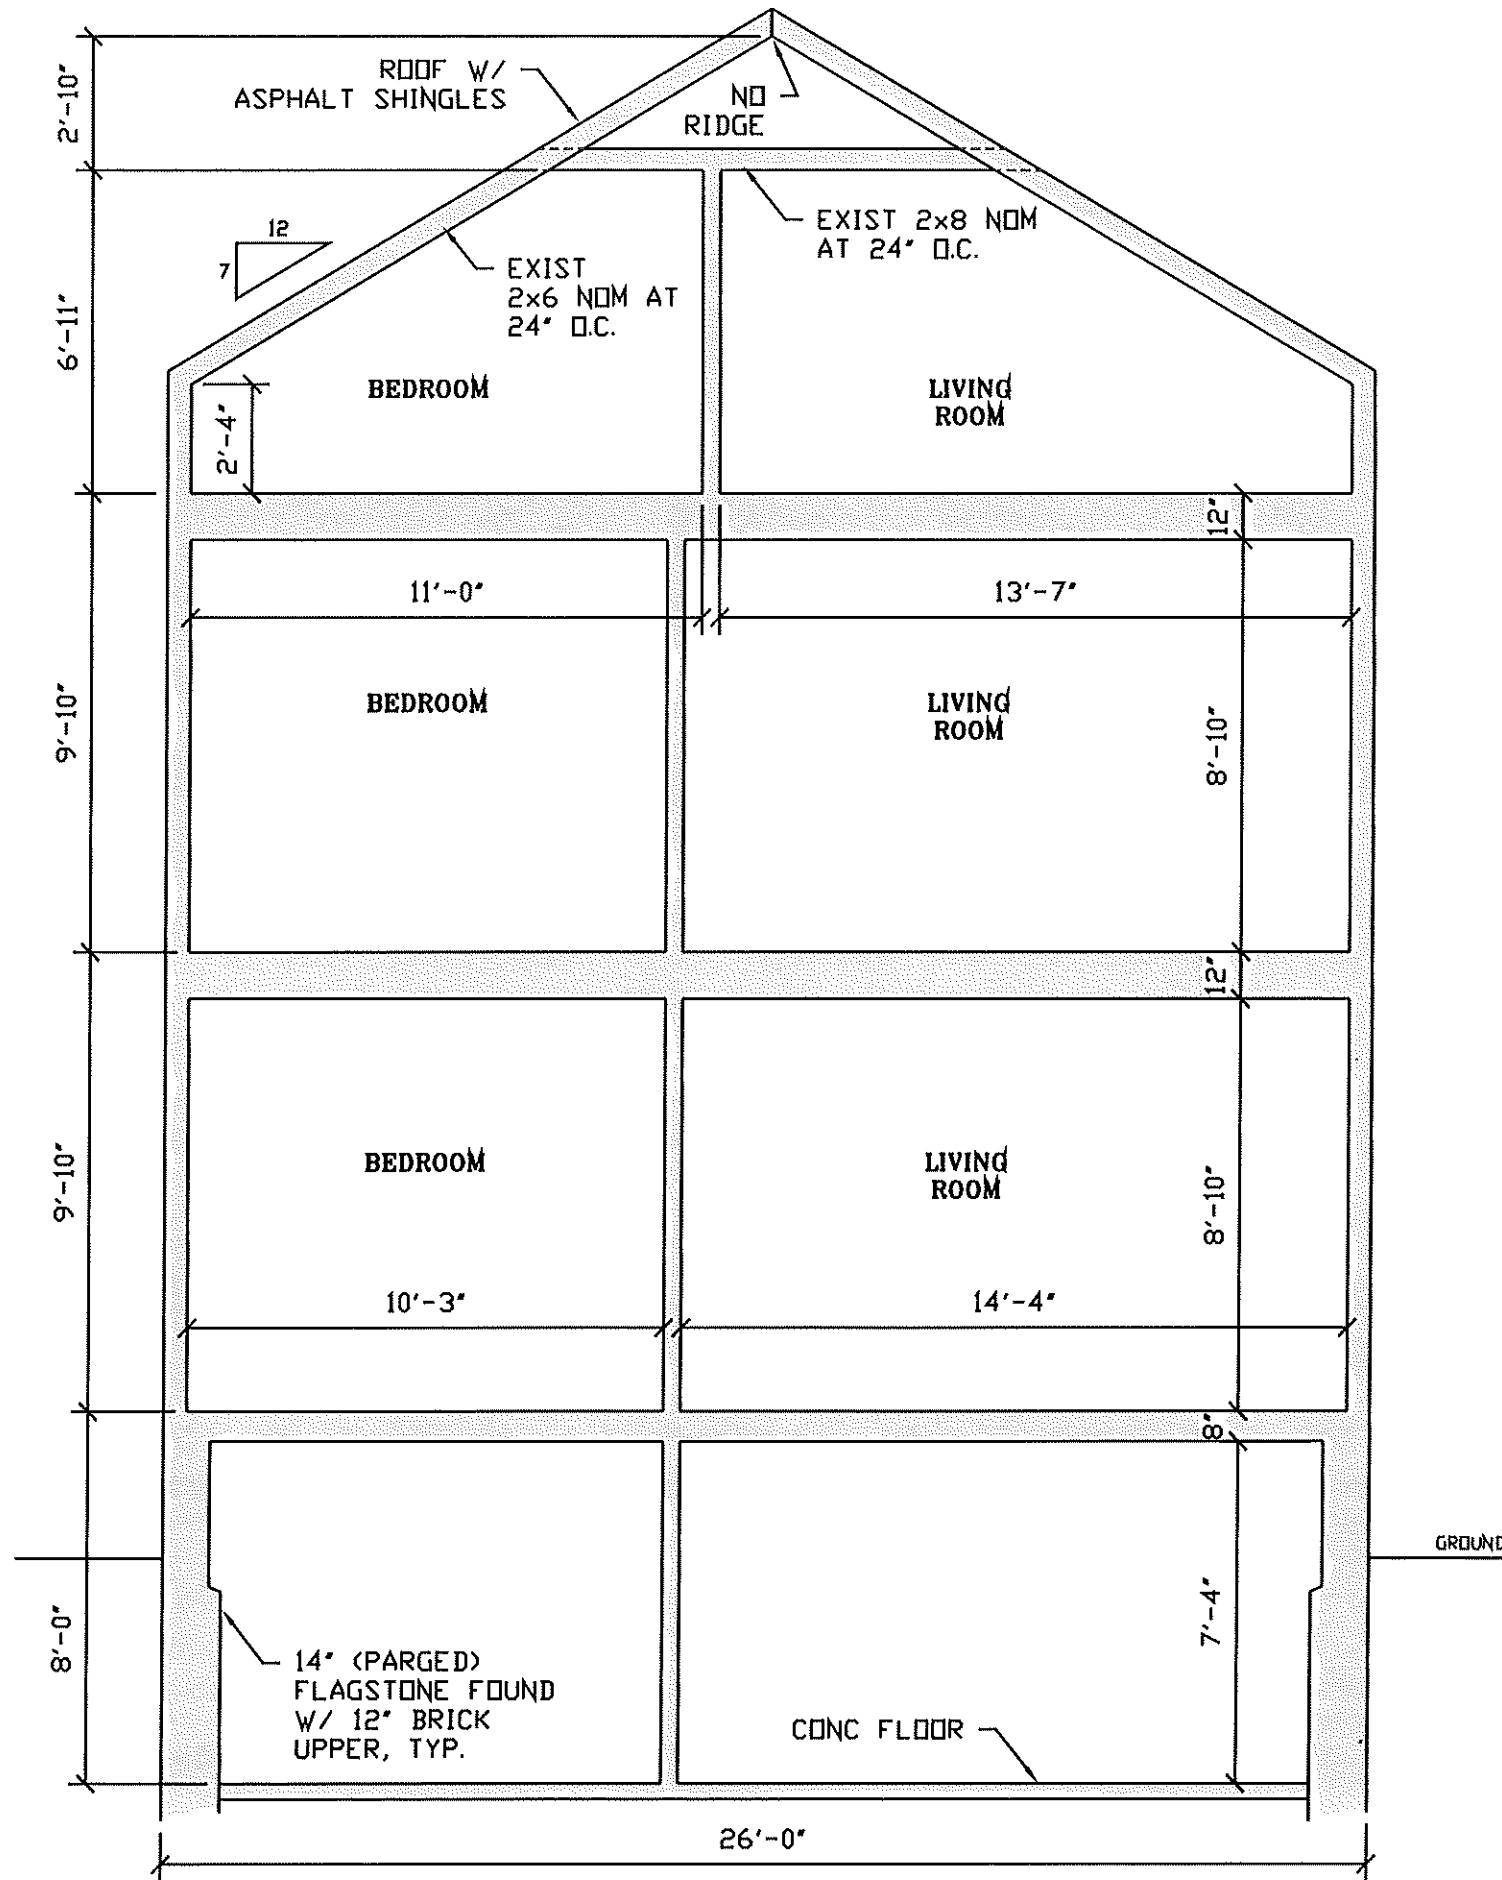 2'-10"
ROOF W/
ASPHALT SHINGLES
NO
RIDGE
12
7
EXIST 2x8 NOM
AT 24" O.C.
EXIST
2x6 NOM AT
24" O.C.
6'-11"
BEDROOM
LIVING
ROOM
2'-4"
12"
11'-0"
13'-7"
9'-10"
BEDROOM
LIVING
ROOM
8'-10"
12"
9'-10"
BEDROOM
LIVING
ROOM
8'-10"
10'-3"
14'-4"
8"
GROUND
8'-0"
7'-4"
14" (PARGED)
FLAGSTONE FOUND
W/ 12" BRICK
UPPER, TYP.
CONC FLOOR
26'-0"